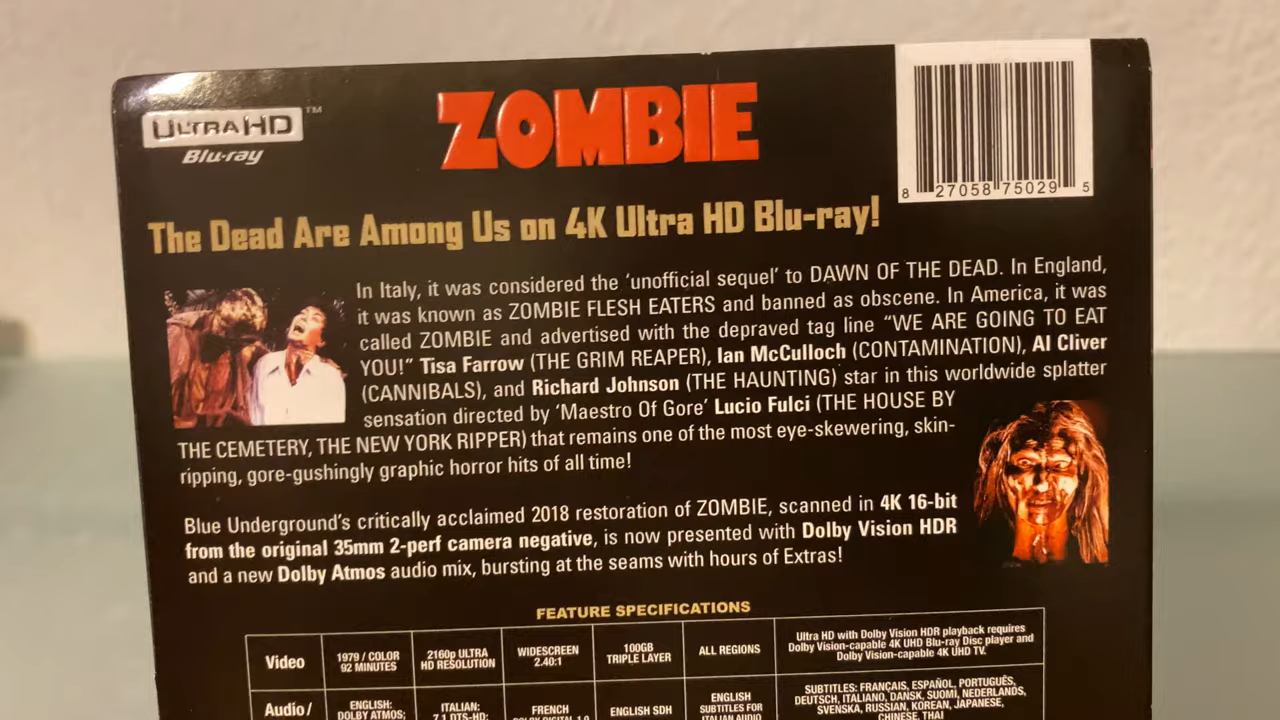 ULTRA HD™
Blu-ray
ZOMBIE
8 27058 75029 5
The Dead Are Among Us on 4K Ultra HD Blu-ray!
In Italy, it was considered the ‘unofficial sequel’ to DAWN OF THE DEAD. In England,
it was known as ZOMBIE FLESH EATERS and banned as obscene. In America, it was
called ZOMBIE and advertised with the depraved tag line “WE ARE GOING TO EAT
YOU!” Tisa Farrow (THE GRIM REAPER), Ian McCulloch (CONTAMINATION), Al Cliver
(CANNIBALS), and Richard Johnson (THE HAUNTING) star in this worldwide splatter
sensation directed by ‘Maestro Of Gore’ Lucio Fulci (THE HOUSE BY
THE CEMETERY, THE NEW YORK RIPPER) that remains one of the most eye-skewering, skin-
ripping, gore-gushingly graphic horror hits of all time!
Blue Underground’s critically acclaimed 2018 restoration of ZOMBIE, scanned in 4K 16-bit
from the original 35mm 2-perf camera negative, is now presented with Dolby Vision HDR
and a new Dolby Atmos audio mix, bursting at the seams with hours of Extras!
FEATURE SPECIFICATIONS
Video
1979 / COLOR
92 MINUTES
2160p ULTRA
HD RESOLUTION
WIDESCREEN
2.40:1
100GB
TRIPLE LAYER
ALL REGIONS
Ultra HD with Dolby Vision HDR playback requires
Dolby Vision-capable 4K UHD Blu-ray Disc player and
Dolby Vision-capable 4K UHD TV.
Audio /
ENGLISH:
DOLBY ATMOS;
ITALIAN:
7.1 DTS-HD;
FRENCH
DOLBY DIGITAL 1.0
ENGLISH SDH
ENGLISH
SUBTITLES FOR
ITALIAN AUDIO
SUBTITLES: FRANÇAIS, ESPAÑOL, PORTUGUÊS,
DEUTSCH, ITALIANO, DANSK, SUOMI, NEDERLANDS,
SVENSKA, RUSSIAN, KOREAN, JAPANESE,
CHINESE, THAI